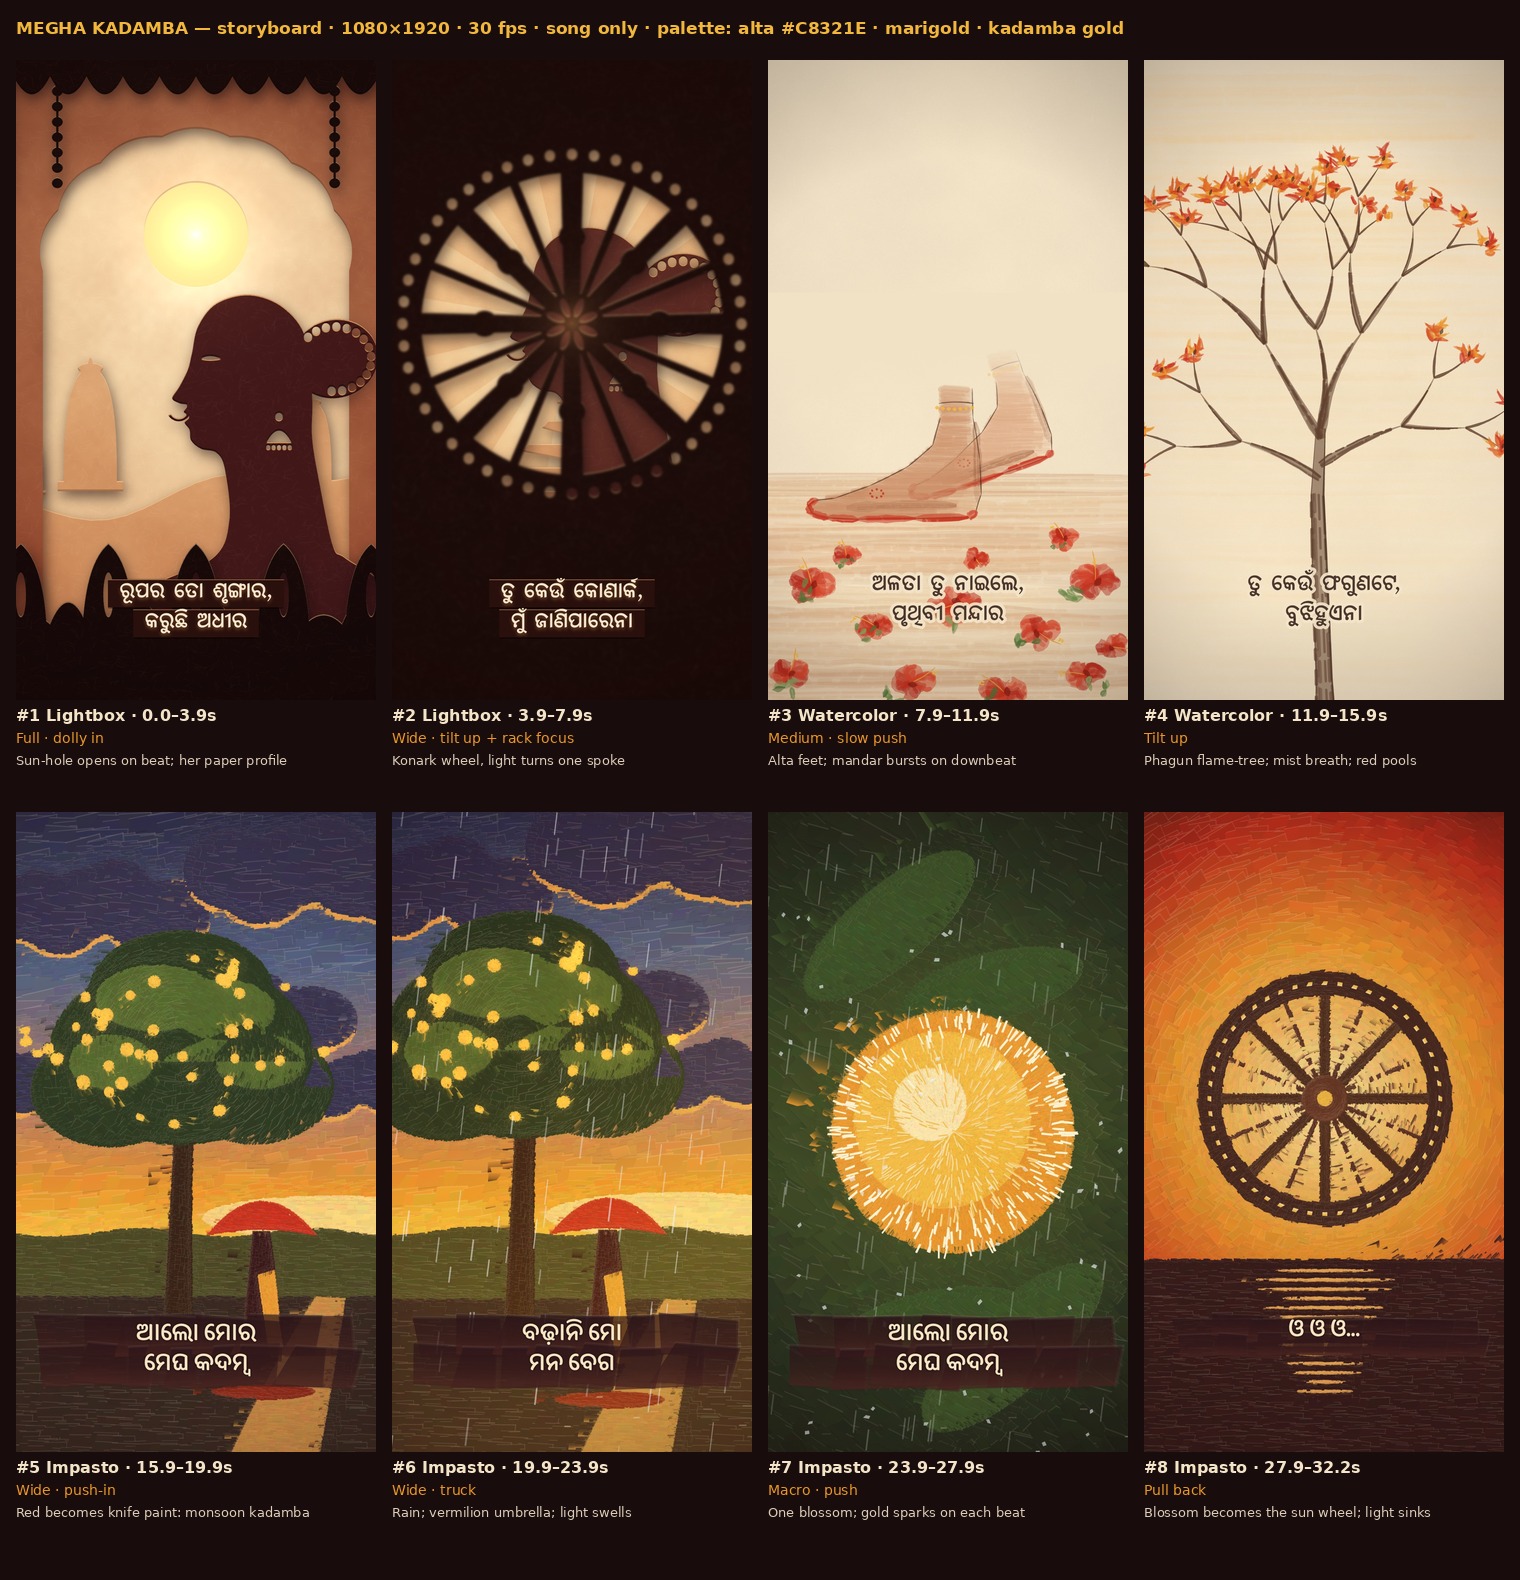 MEGHA KADAMBA — storyboard · 1080×1920 · 30 fps · song only · palette: alta #C8321E · marigold · kadamba gold
ରୂପର ତୋ ଶୃଙ୍ଗାର,
କରୁଛି ଅଧୀର
#1 Lightbox · 0.0–3.9s
Full · dolly in
Sun-hole opens on beat; her paper profile
ତୁ କେଉଁ କୋଣାର୍କ,
ମୁଁ ଜାଣିପାରେନା
#2 Lightbox · 3.9–7.9s
Wide · tilt up + rack focus
Konark wheel, light turns one spoke
ଅଳତା ତୁ ନାଇଲେ,
ପୃଥିବୀ ମନ୍ଦାର
#3 Watercolor · 7.9–11.9s
Medium · slow push
Alta feet; mandar bursts on downbeat
ତୁ କେଉଁ ଫଗୁଣଟେ,
ବୁଝିହୁଏନା
#4 Watercolor · 11.9–15.9s
Tilt up
Phagun flame-tree; mist breath; red pools
ଆଲୋ ମୋର
ମେଘ କଦମ୍ବ
#5 Impasto · 15.9–19.9s
Wide · push-in
Red becomes knife paint: monsoon kadamba
ବଢ଼ାନି ମୋ
ମନ ବେଗ
#6 Impasto · 19.9–23.9s
Wide · truck
Rain; vermilion umbrella; light swells
ଆଲୋ ମୋର
ମେଘ କଦମ୍ବ
#7 Impasto · 23.9–27.9s
Macro · push
One blossom; gold sparks on each beat
ଓ ଓ ଓ...
#8 Impasto · 27.9–32.2s
Pull back
Blossom becomes the sun wheel; light sinks